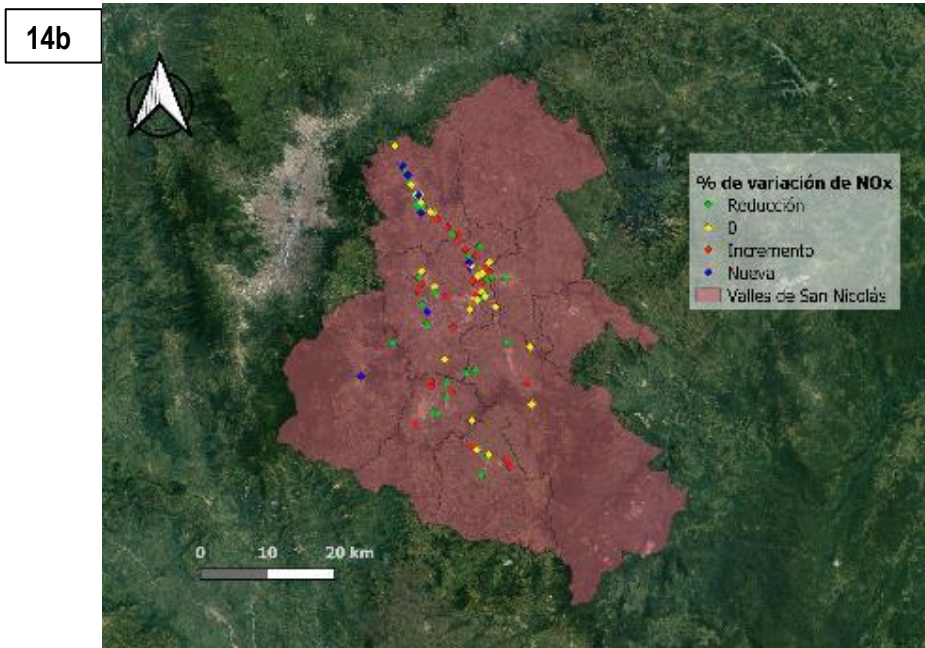 14b
% de variación de NOx
Reducción
0
Incremento
Nueva
Valles de San Nicolás
0 10 20 km